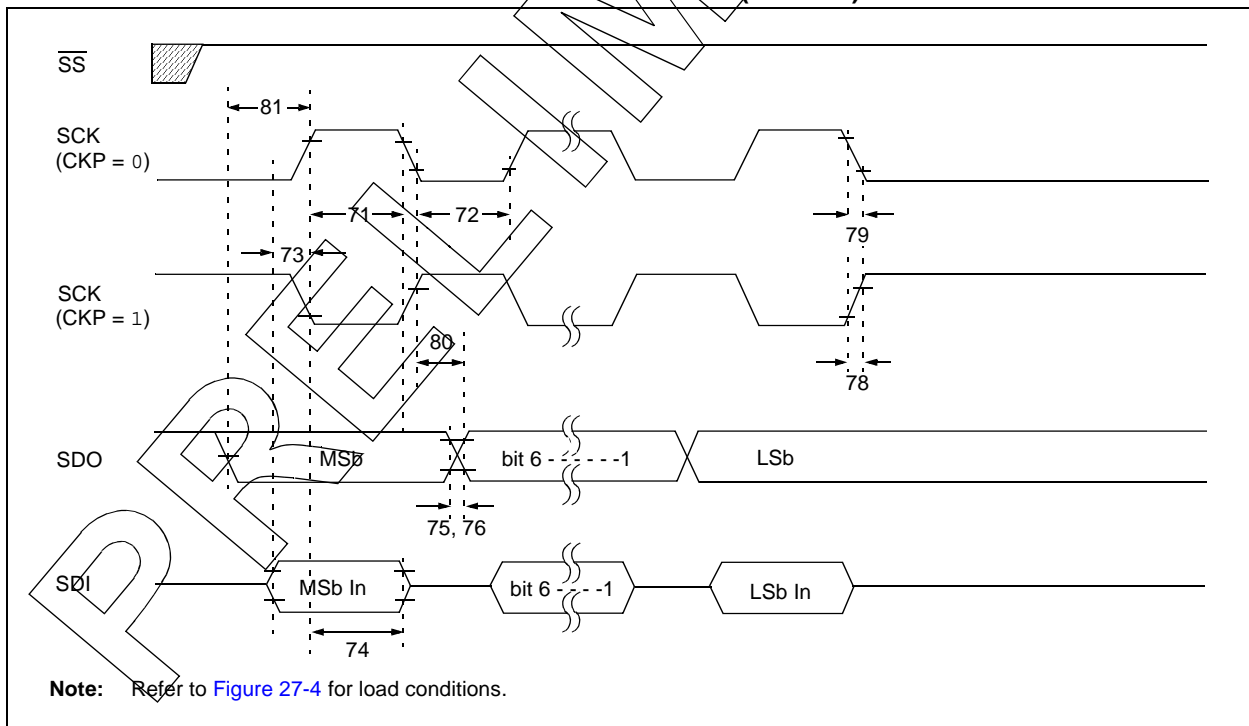 SS
81
SCK
(CKP = 0)
71
72
79
73
SCK
(CKP = 1)
80
78
SDO
MSb
bit 6 - - - - - - -1
LSb
75, 76
SDI
MSb In
bit 6 - - - -1
LSb In
74
Note: Refer to Figure 27-4 for load conditions.